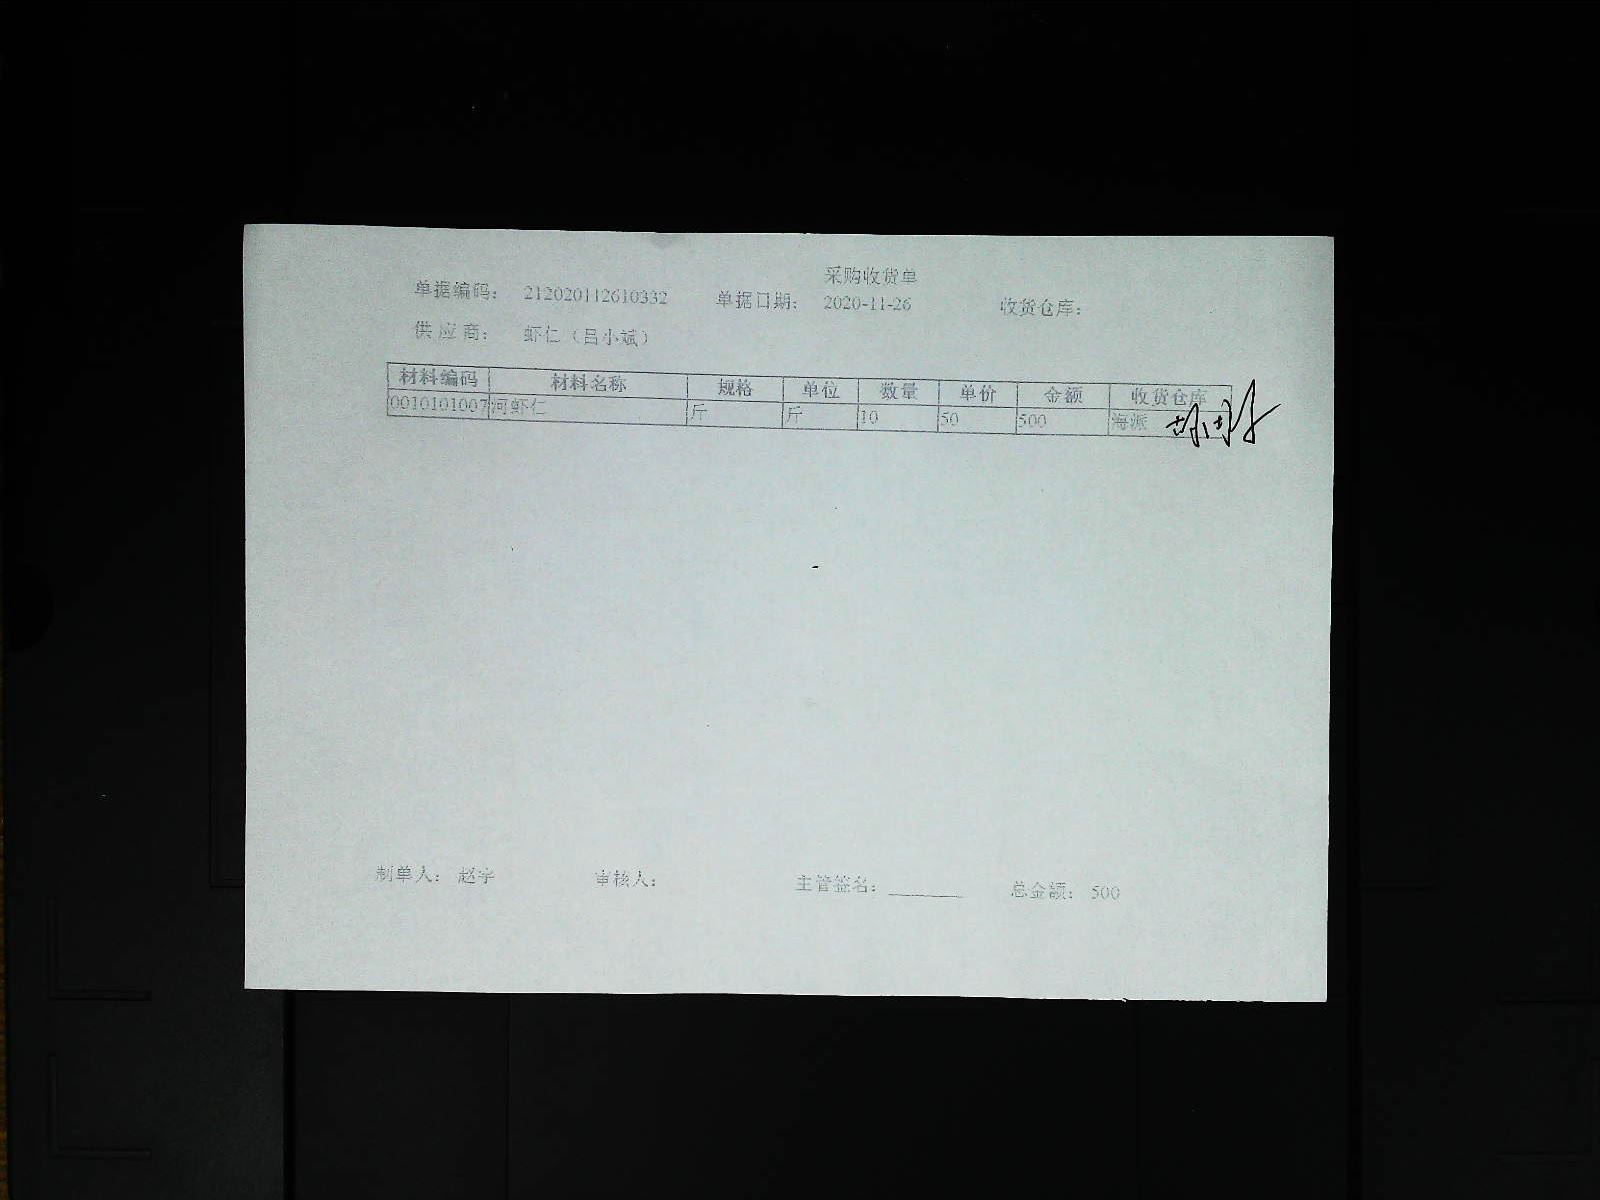 采购收货单
单据编码： 212020112610332 单据日期： 2020-11-26 收货仓库：
供 应 商： 虾仁（吕小斌）
材料编码 材料名称 规格 单位 数量 单价 金额 收货仓库
0010101007 河虾仁 斤 斤 10 50 500 海派
制单人： 赵宇 审核人： 主管签名：________ 总金额： 500